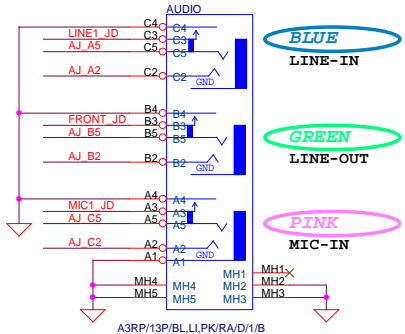 AUDIO
C4 C4
LINE1_JD C3 C3
AJ_A5 C5 C5
BLUE
LINE-IN
AJ_A2 C2 C2
GND
B4 B4
FRONT_JD B3 B3
AJ_B5 B5 B5
GREEN
LINE-OUT
AJ_B2 B2 B2
GND
A4 A4
MIC1_JD A3 A3
AJ_C5 A5 A5
PINK
MIC-IN
AJ_C2 A2 A2
GND
A1 A1
MH1 MH1
MH4 MH4 MH2 MH2
MH5 MH5 MH3 MH3
A3RP/13P/BL,LI,PK/RA/D/1/B